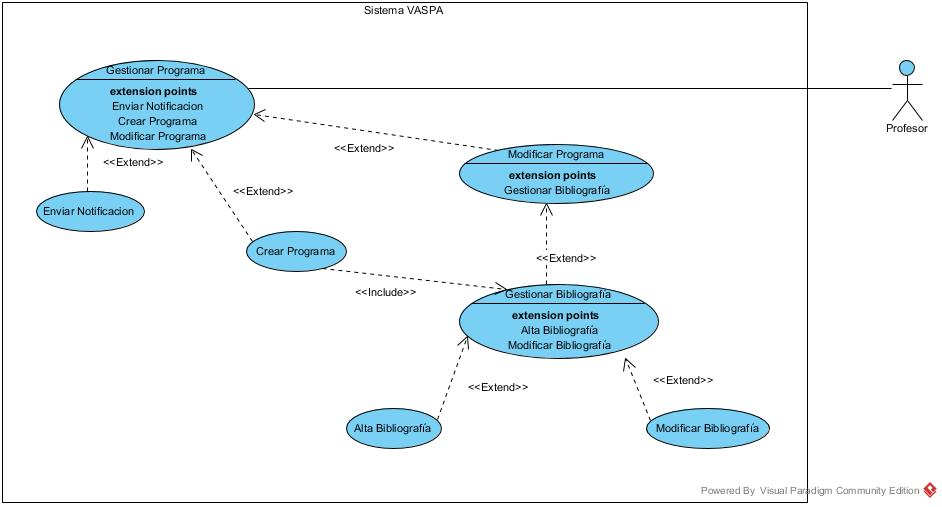 Sistema VASPA
Gestionar Programa
extension points
Enviar Notificacion
Crear Programa
Modificar Programa
Profesor
<<Extend>>
Modificar Programa
extension points
Gestionar Bibliografía
<<Extend>>
<<Extend>>
Enviar Notificacion
Crear Programa
<<Extend>>
<<Include>>
Gestionar Bibliografía
extension points
Alta Bibliografía
Modificar Bibliografía
<<Extend>>
<<Extend>>
Alta Bibliografía
Modificar Bibliografía
Powered By Visual Paradigm Community Edition